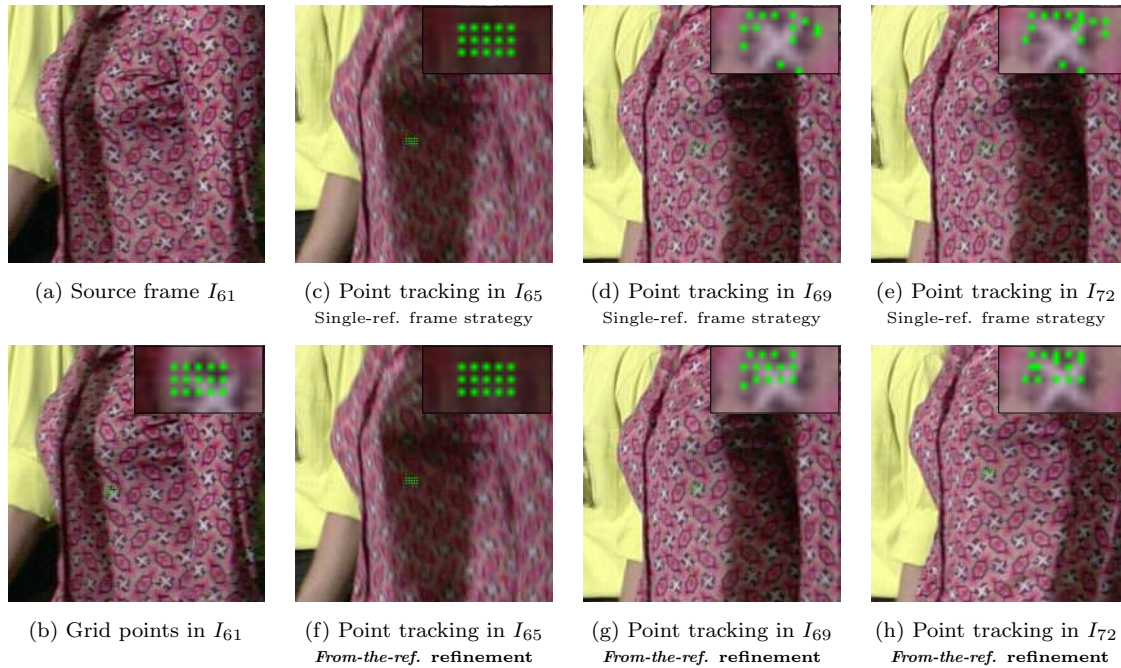 (a) Source frame I61
(c) Point tracking in I65
Single-ref. frame strategy
(d) Point tracking in I69
Single-ref. frame strategy
(e) Point tracking in I72
Single-ref. frame strategy
(b) Grid points in I61
(f) Point tracking in I65
From-the-ref. refinement
(g) Point tracking in I69
From-the-ref. refinement
(h) Point tracking in I72
From-the-ref. refinement